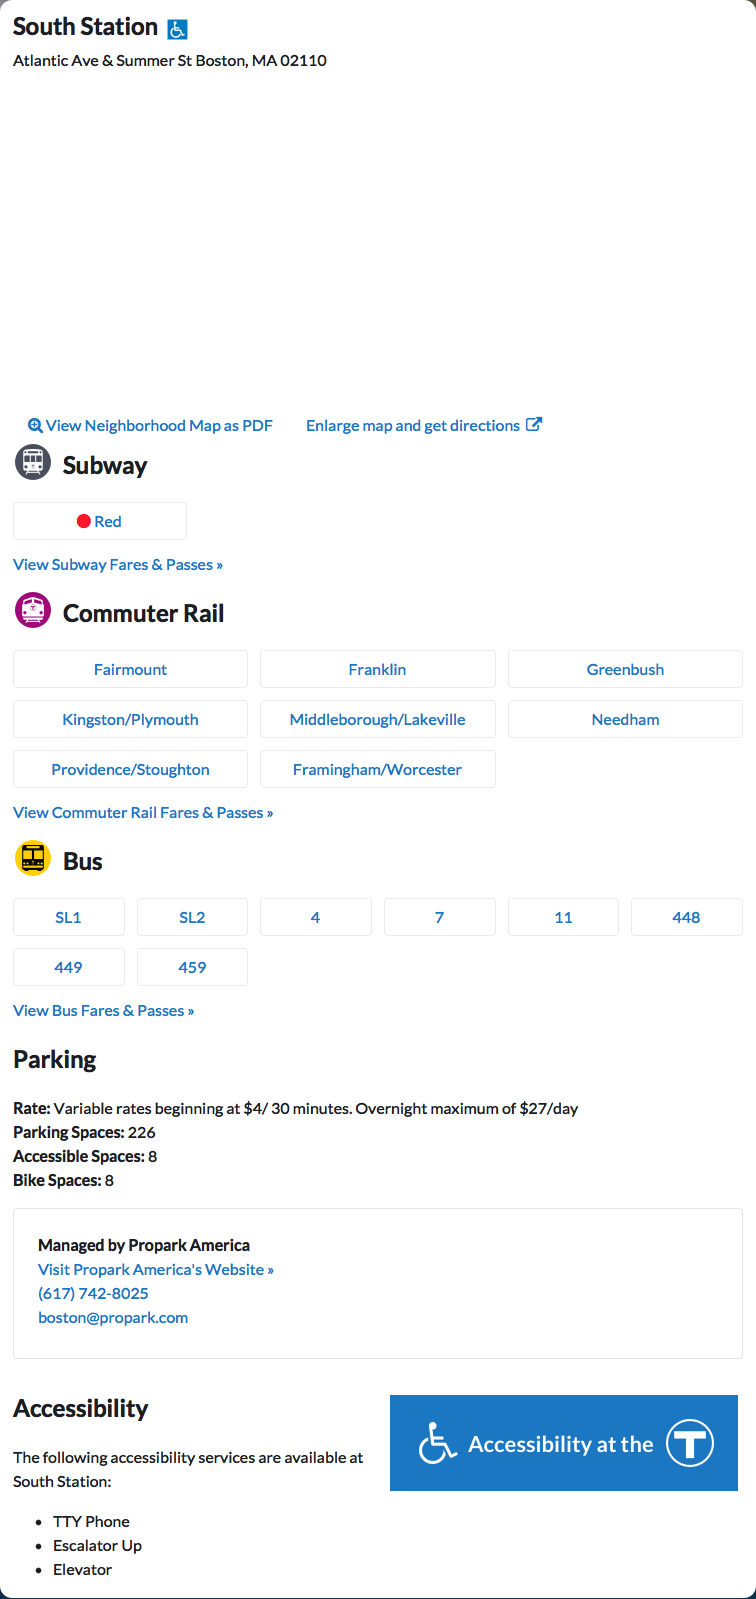 South Station
Atlantic Ave & Summer St Boston, MA 02110
View Neighborhood Map as PDF
Enlarge map and get directions
Subway
Red
View Subway Fares & Passes »
Commuter Rail
Fairmount
Franklin
Greenbush
Kingston/Plymouth
Middleborough/Lakeville
Needham
Providence/Stoughton
Framingham/Worcester
View Commuter Rail Fares & Passes »
Bus
SL1
SL2
4
7
11
448
449
459
View Bus Fares & Passes »
Parking
Rate: Variable rates beginning at $4/ 30 minutes. Overnight maximum of $27/day
Parking Spaces: 226
Accessible Spaces: 8
Bike Spaces: 8
Managed by Propark America
Visit Propark America's Website »
(617) 742-8025
boston@propark.com
Accessibility
Accessibility at the T
The following accessibility services are available at
South Station:
• TTY Phone
• Escalator Up
• Elevator